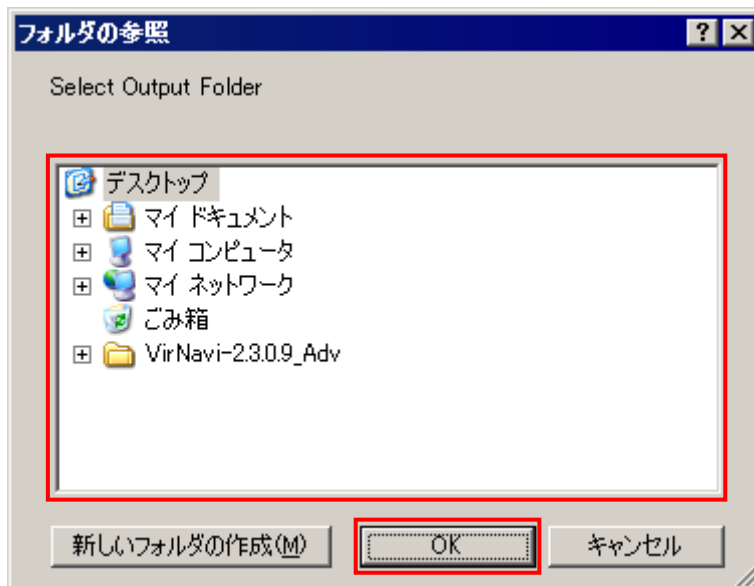 フォルダの参照
Select Output Folder
デスクトップ
マイ ドキュメント
マイ コンピュータ
マイ ネットワーク
ごみ箱
VirNavi-2.3.0.9_Adv
新しいフォルダの作成(M) OK キャンセル